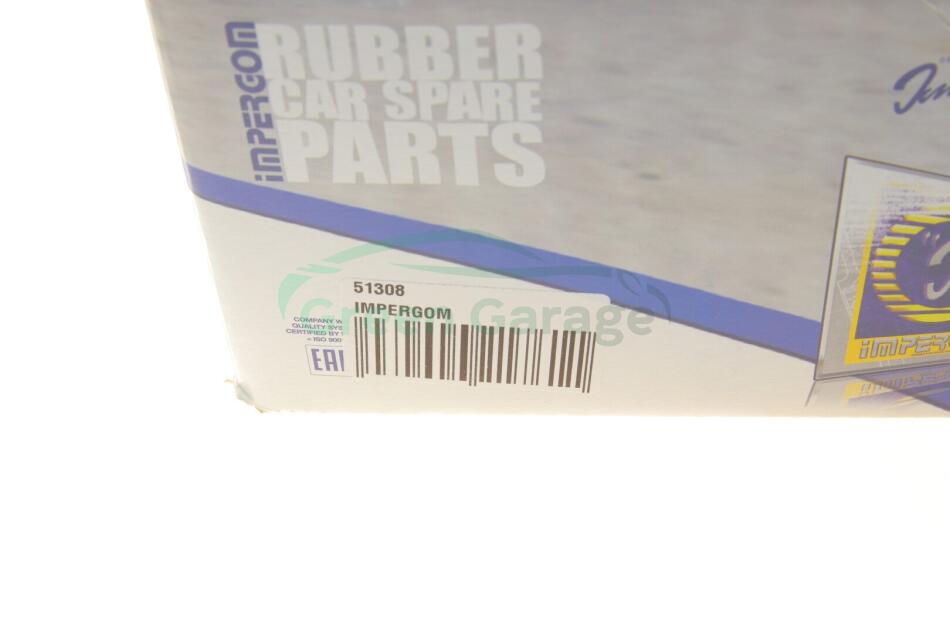 IMPERGOM
RUBBER
CAR SPARE
PARTS
51308
IMPERGOM
Green Garage
COMPANY W
QUALITY SYS
CERTIFIED BY
< ISO 900
EAC